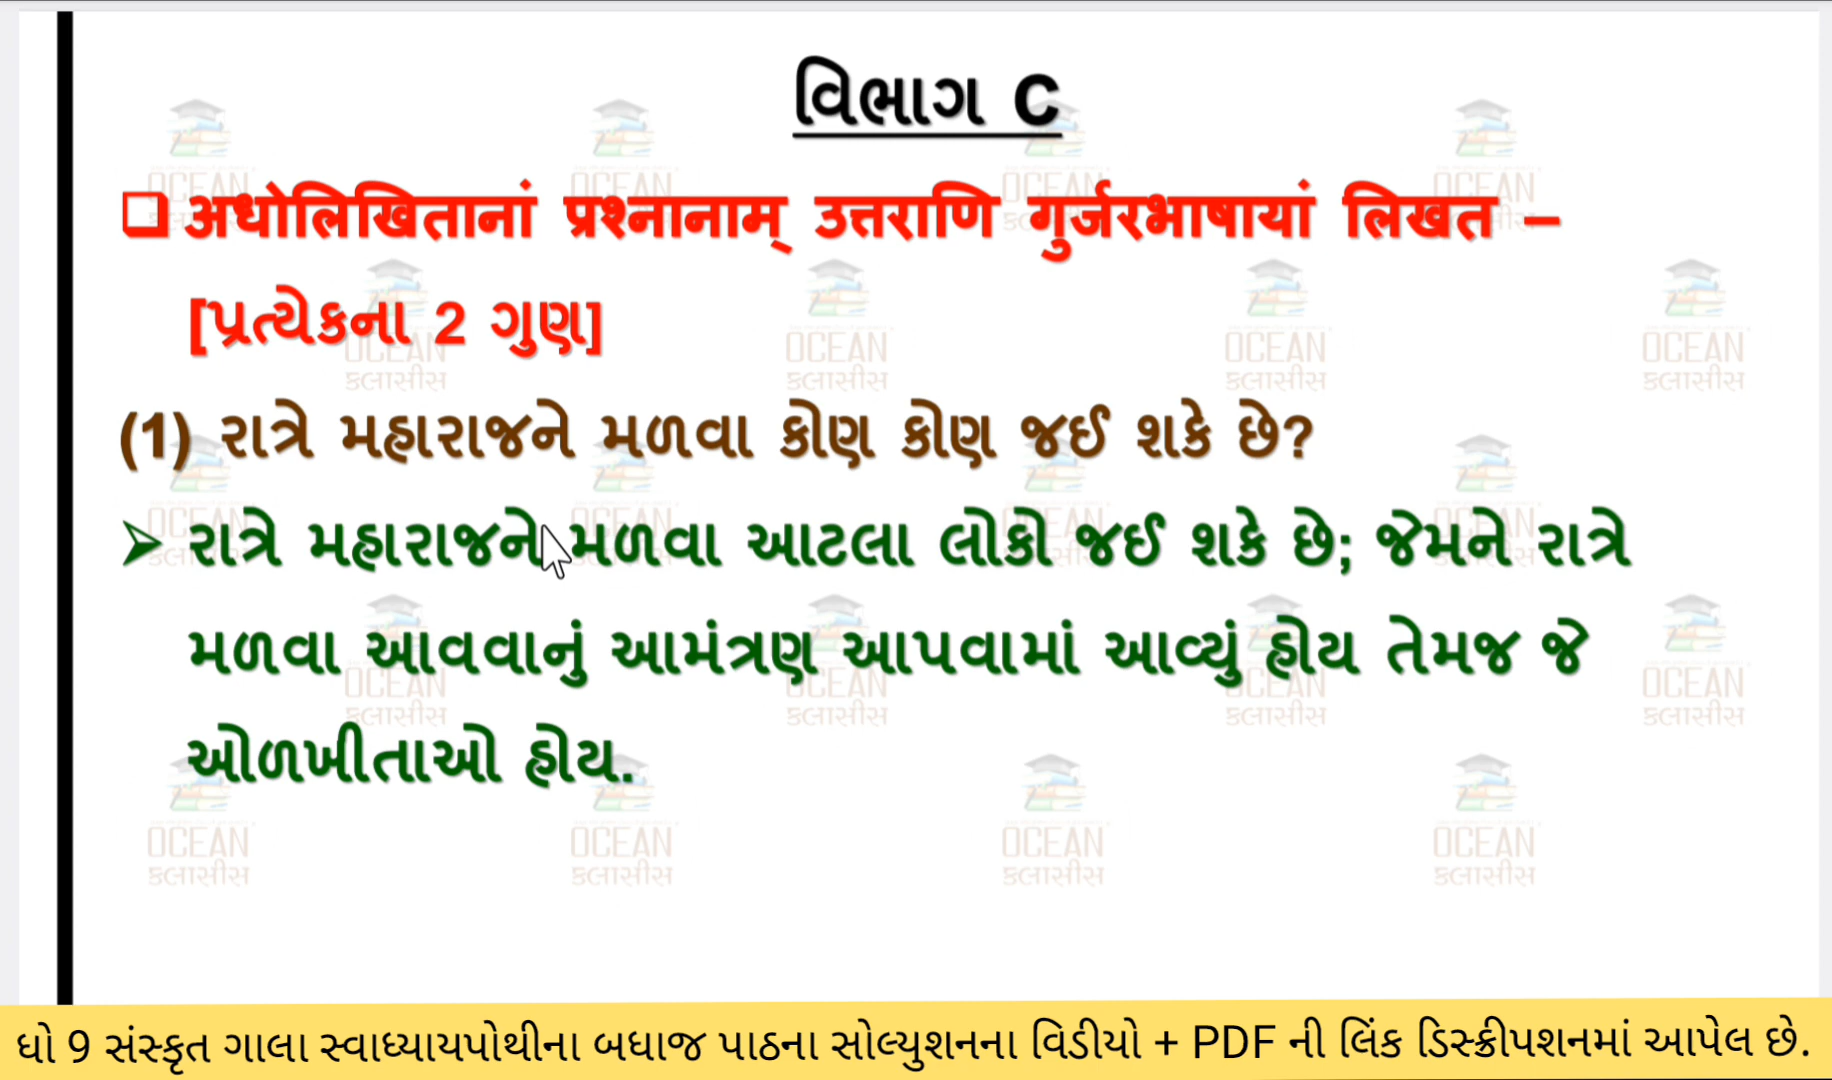 વિભાગ C
❑ अधोलिखितानां प्रश्नानाम् उत्तराणि गुर्जरभाषायां लिखत –
[પ્રત્યેકના 2 ગુણ]
(1) રાત્રે મહારાજને મળવા કોણ કોણ જઈ શકે છે?
➢ રાત્રે મહારાજને મળવા આટલા લોકો જઈ શકે છે; જેમને રાત્રે
મળવા આવવાનું આમંત્રણ આપવામાં આવ્યું હોય તેમજ જે
ઓળખીતાઓ હોય.
OCEAN
ક્લાસીસ
ધો 9 સંસ્કૃત ગાલા સ્વાધ્યાયપોથીના બધાજ પાઠના સોલ્યુશનના વિડીયો + PDF ની લિંક ડિસ્ક્રીપશનમાં આપેલ છે.